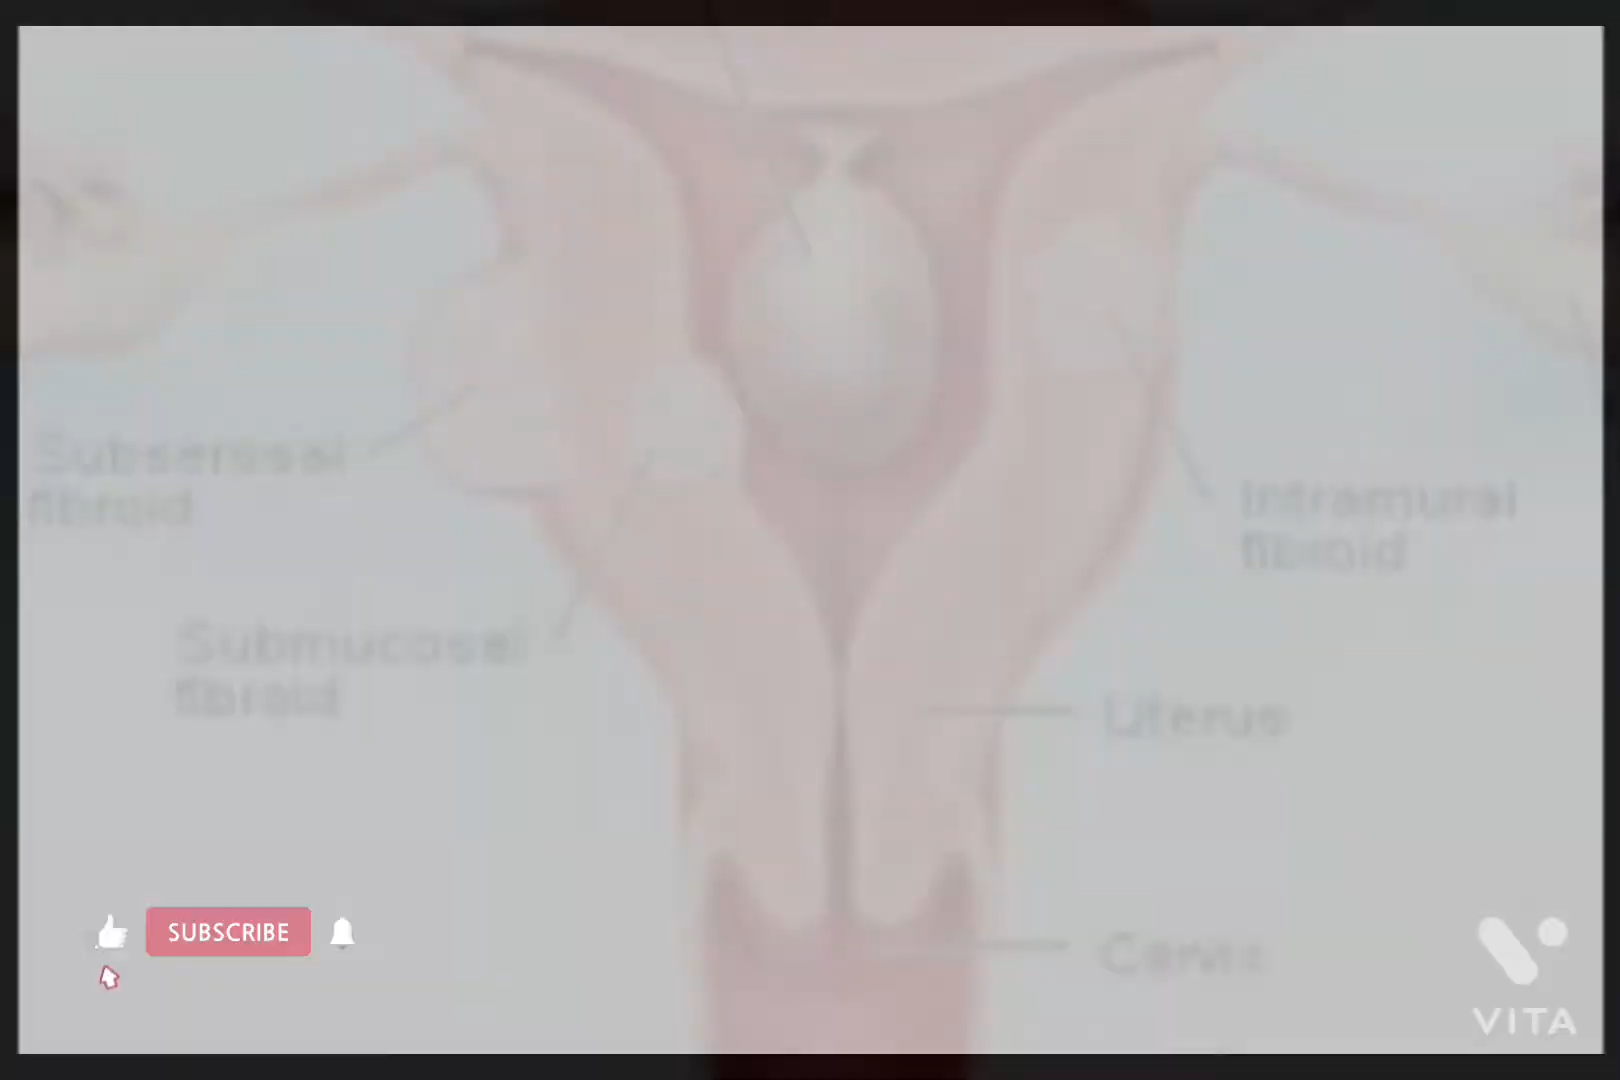 Subserosal
fibroid
Intramural
fibroid
Submucosal
fibroid
Uterus
Cervix
SUBSCRIBE
VITA